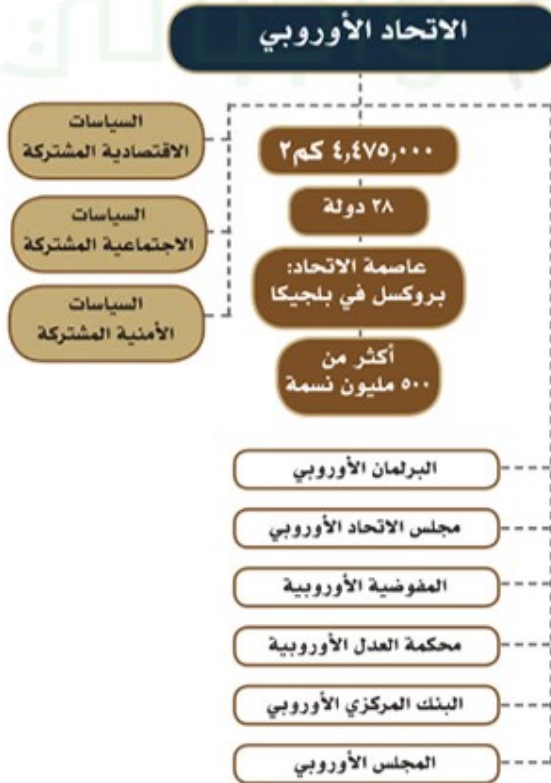 الاتحاد الأوروبي
٤,٤٧٥,٠٠٠ كم٢
٢٨ دولة
عاصمة الاتحاد:
بروكسل في بلجيكا
أكثر من
٥٠٠ مليون نسمة
السياسات
الاقتصادية المشتركة
السياسات
الاجتماعية المشتركة
السياسات
الأمنية المشتركة
البرلمان الأوروبي
مجلس الاتحاد الأوروبي
المفوضية الأوروبية
محكمة العدل الأوروبية
البنك المركزي الأوروبي
المجلس الأوروبي